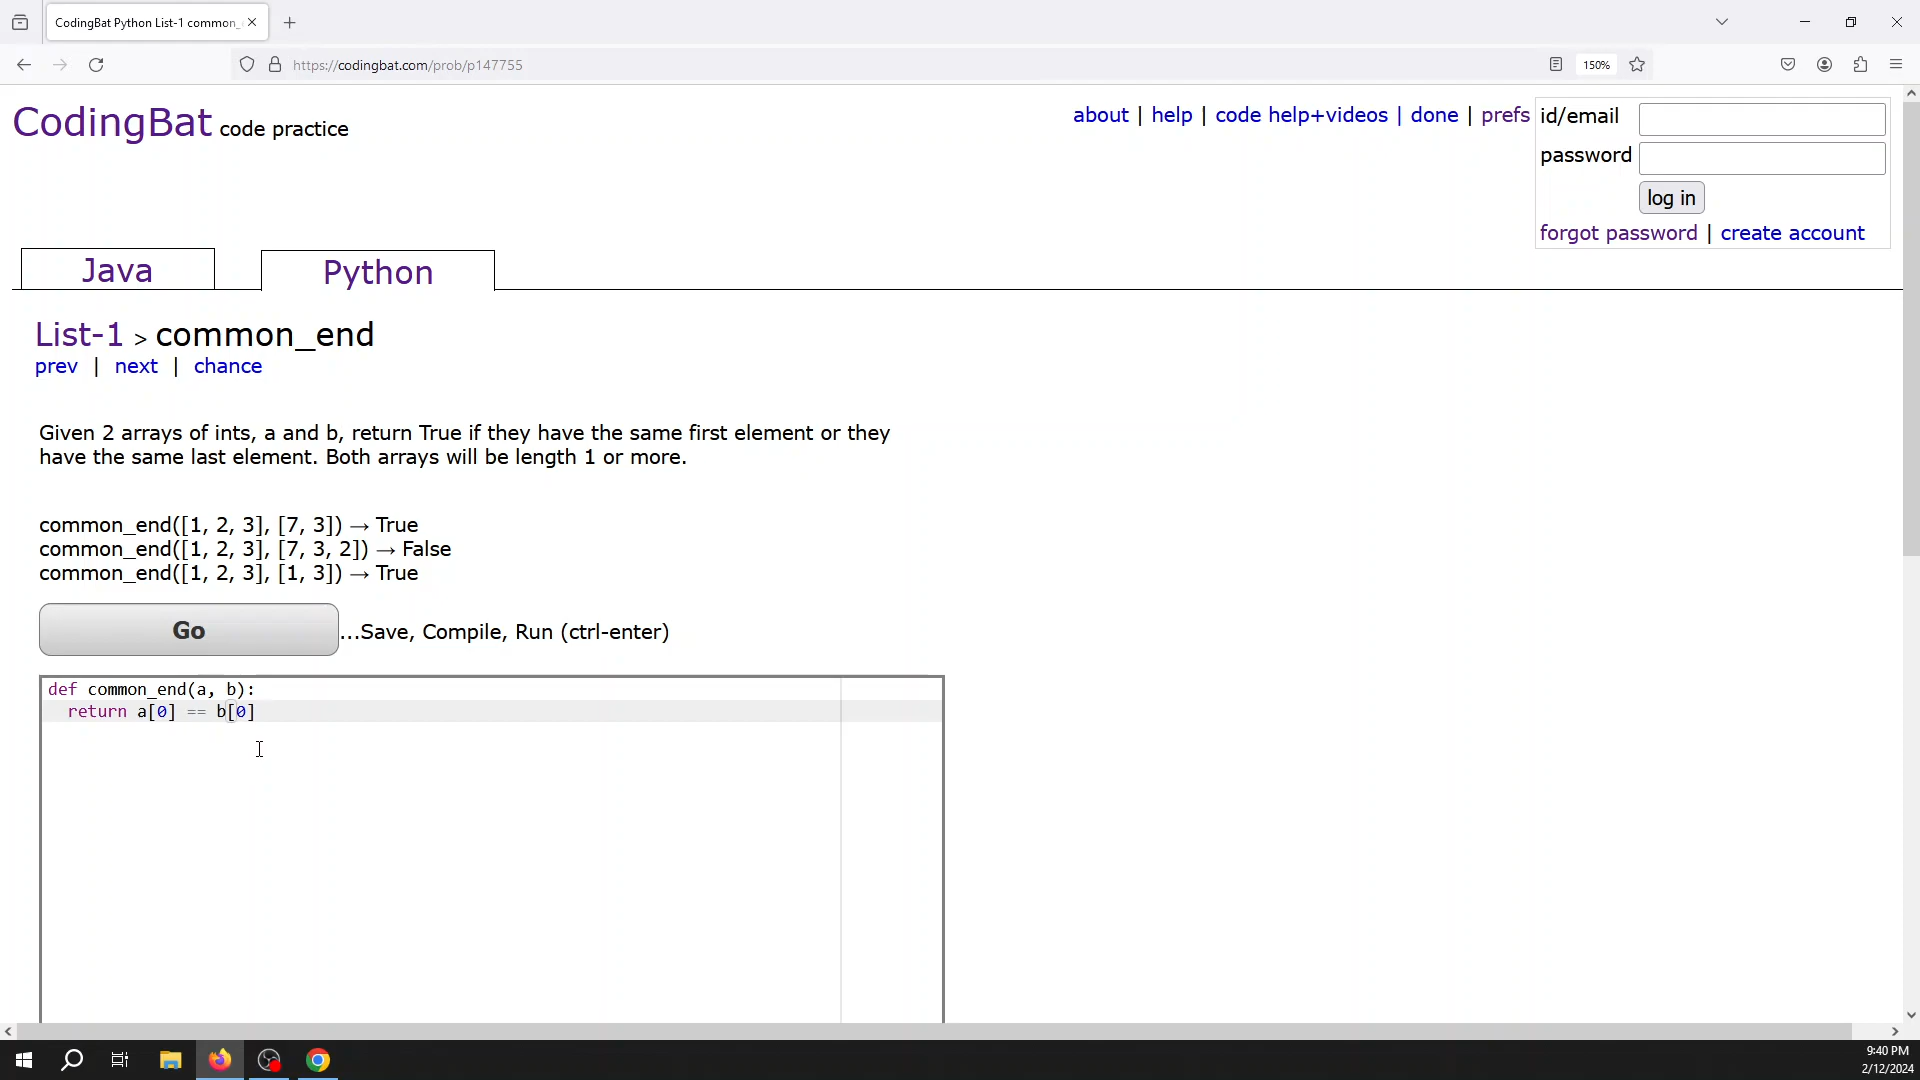 CodingBat Python List-1 common_
https://codingbat.com/prob/p147755
150%
CodingBat code practice
about | help | code help+videos | done | prefs
id/email
password
log in
forgot password | create account
Java
Python
List-1 > common_end
prev | next | chance
Given 2 arrays of ints, a and b, return True if they have the same first element or they
have the same last element. Both arrays will be length 1 or more.
common_end([1, 2, 3], [7, 3]) → True
common_end([1, 2, 3], [7, 3, 2]) → False
common_end([1, 2, 3], [1, 3]) → True
Go
...Save, Compile, Run (ctrl-enter)
def common_end(a, b):
return a[0] == b[0]
9:40 PM
2/12/2024